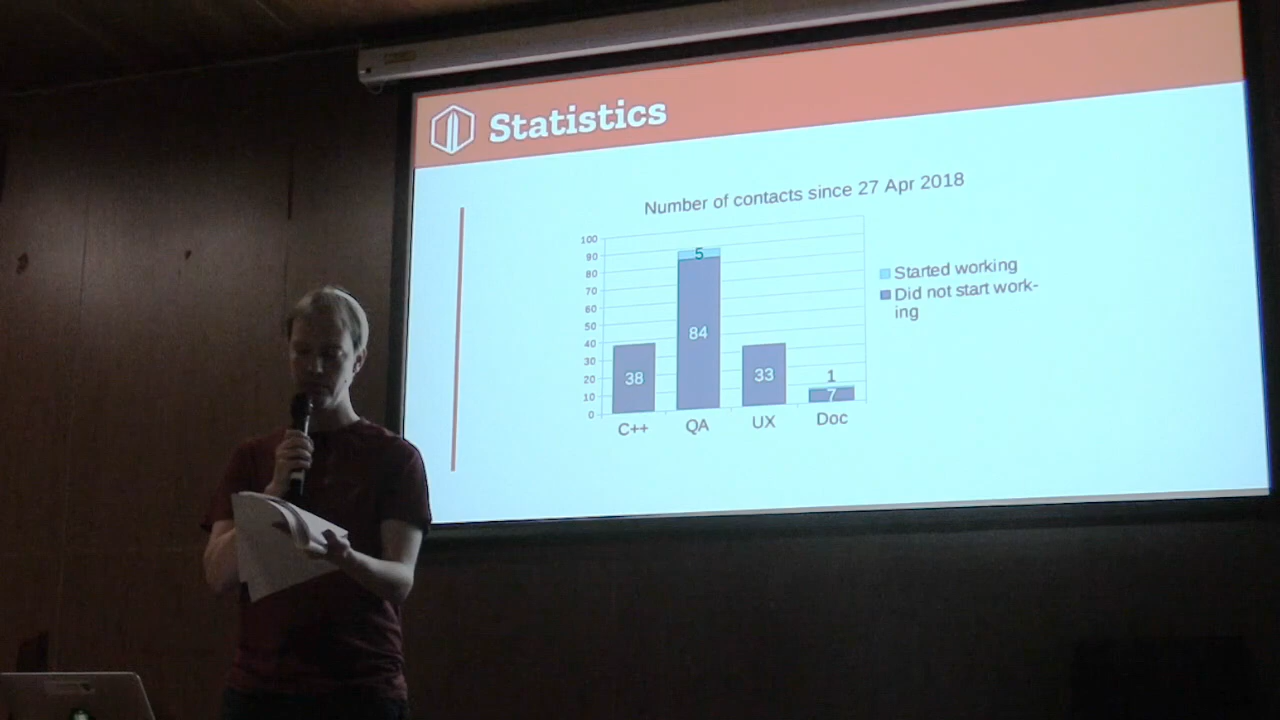 Statistics
Number of contacts since 27 Apr 2018
100
90
80
70
60
50
40
30
20
10
0
5
84
38
33
1
7
C++
QA
UX
Doc
Started working
Did not start work-
ing